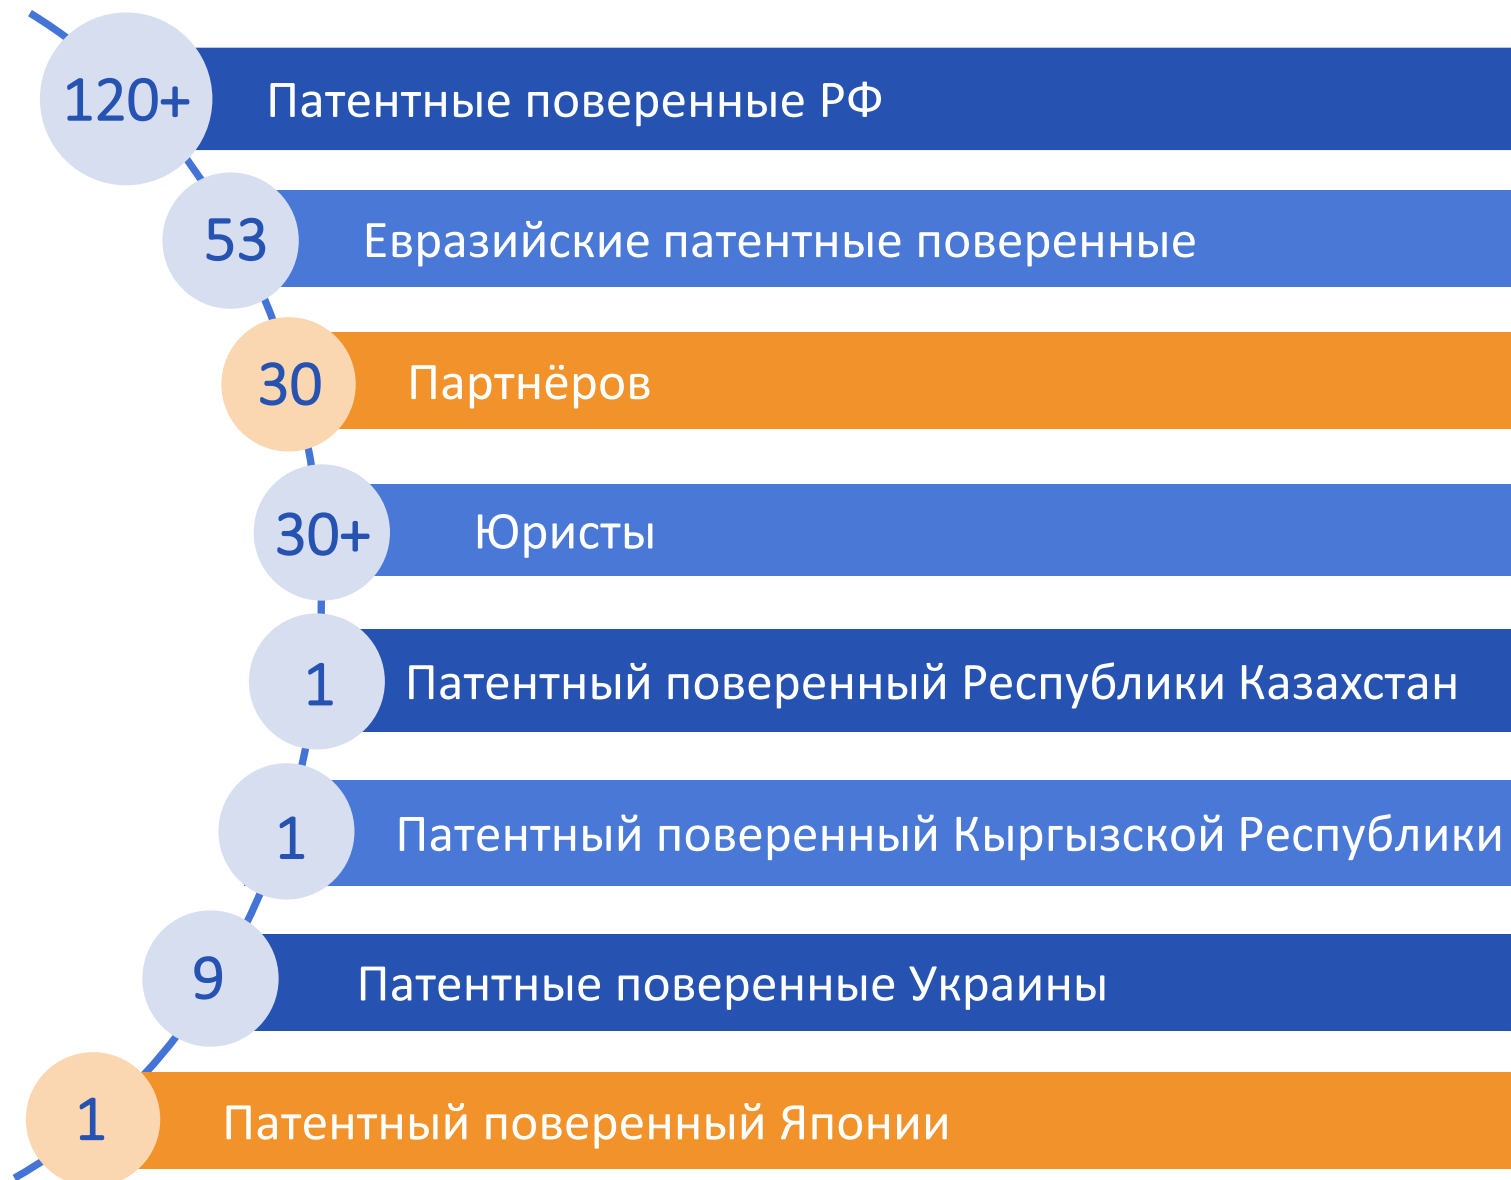 120+
Патентные поверенные РФ
53
Евразийские патентные поверенные
30
Партнёров
30+
Юристы
1
Патентный поверенный Республики Казахстан
1
Патентный поверенный Кыргызской Республики
9
Патентные поверенные Украины
1
Патентный поверенный Японии